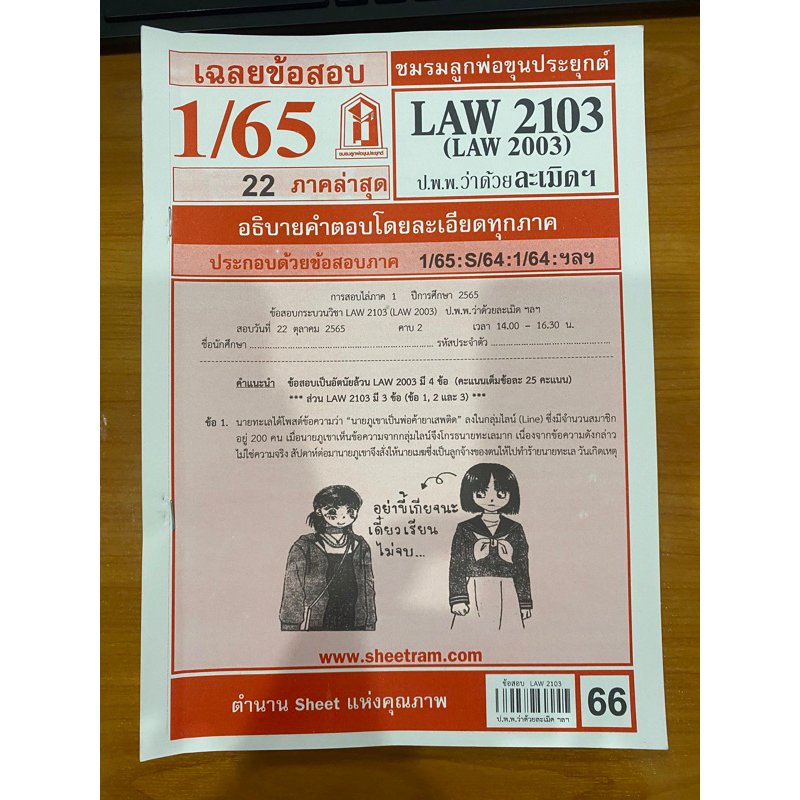 เฉลยข้อสอบ
ชมรมลูกพ่อขุนประยุกต์
1/65
ชมรมลูกพ่อขุนประยุกต์
LAW 2103
(LAW 2003)
22 ภาคล่าสุด
ป.พ.พ.ว่าด้วยละเมิดฯ
อธิบายคำตอบโดยละเอียดทุกภาค
ประกอบด้วยข้อสอบภาค 1/65:S/64:1/64:ฯลฯ
การสอบไล่ภาค 1 ปีการศึกษา 2565
ข้อสอบกระบวนวิชา LAW 2103 (LAW 2003) ป.พ.พ.ว่าด้วยละเมิด ฯลฯ
สอบวันที่ 22 ตุลาคม 2565 คาบ 2 เวลา 14.00 – 16.30 น.
ชื่อนักศึกษา ........................ รหัสประจำตัว ........................
คำแนะนำ ข้อสอบเป็นอัตนัยล้วน LAW 2003 มี 4 ข้อ (คะแนนเต็มข้อละ 25 คะแนน)
*** ส่วน LAW 2103 มี 3 ข้อ (ข้อ 1, 2 และ 3) ***
ข้อ 1. นายทะเลได้โพสต์ข้อความว่า “นายภูเขาเป็นพ่อค้ายาเสพติด” ลงในกลุ่มไลน์ (Line) ซึ่งมีจำนวนสมาชิก
อยู่ 200 คน เมื่อนายภูเขาเห็นข้อความจากกลุ่มไลน์จึงโกรธนายทะเลมาก เนื่องจากข้อความดังกล่าว
ไม่ใช่ความจริง สัปดาห์ต่อมานายภูเขาจึงสั่งให้นายเมฆซึ่งเป็นลูกจ้างของตนให้ไปทำร้ายนายทะเล วันเกิดเหตุ
อย่าขี้เกียจนะ
เดี๋ยวเรียน
ไม่จบ...
www.sheetram.com
ตำนาน Sheet แห่งคุณภาพ
ข้อสอบ LAW 2103
ป.พ.พ.ว่าด้วยละเมิด ฯลฯ
66